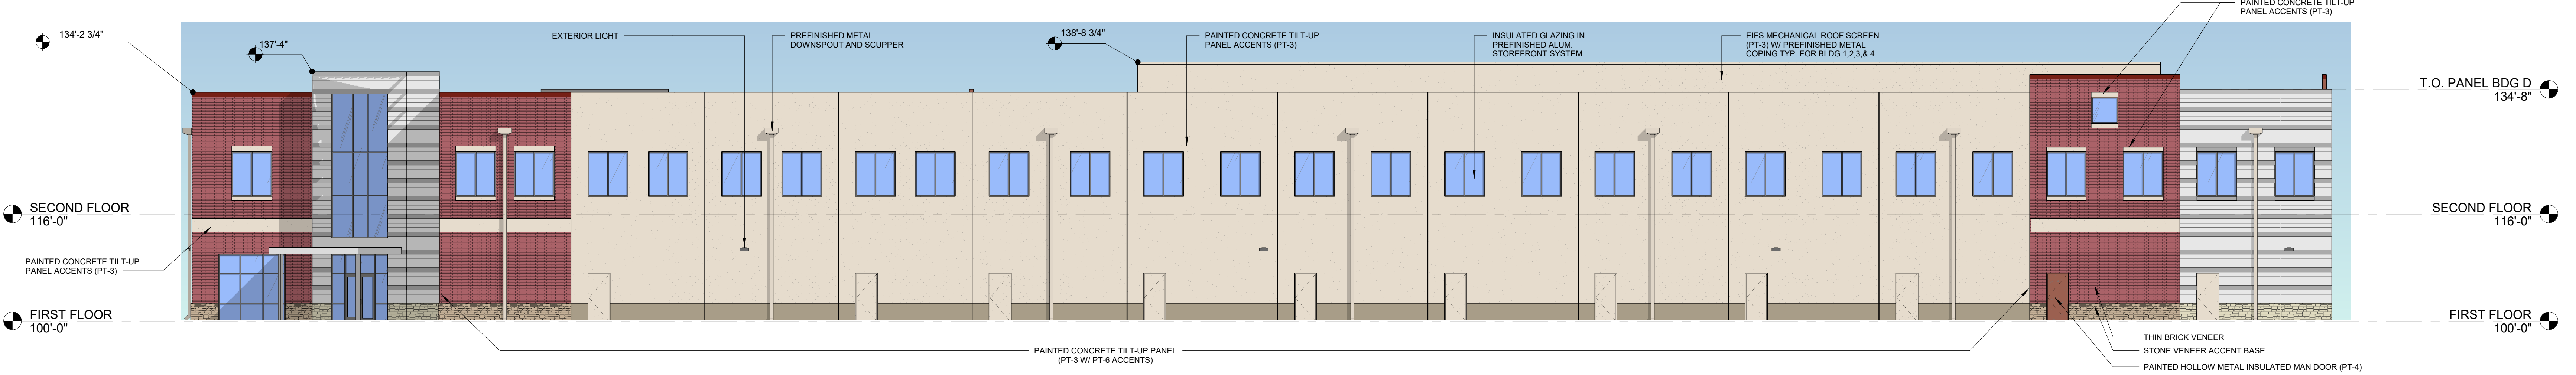 PAINTED CONCRETE TILT-UP
PANEL ACCENTS (PT-3)
134'-2 3/4"
137'-4"
EXTERIOR LIGHT
PREFINISHED METAL
DOWNSPOUT AND SCUPPER
138'-8 3/4"
PAINTED CONCRETE TILT-UP
PANEL ACCENTS (PT-3)
INSULATED GLAZING IN
PREFINISHED ALUM.
STOREFRONT SYSTEM
EIFS MECHANICAL ROOF SCREEN
(PT-3) W/ PREFINISHED METAL
COPING TYP. FOR BLDG 1,2,3,& 4
T.O. PANEL BDG D
134'-8"
SECOND FLOOR
116'-0"
SECOND FLOOR
116'-0"
PAINTED CONCRETE TILT-UP
PANEL ACCENTS (PT-3)
FIRST FLOOR
100'-0"
FIRST FLOOR
100'-0"
PAINTED CONCRETE TILT-UP PANEL
(PT-3 W/ PT-6 ACCENTS)
THIN BRICK VENEER
STONE VENEER ACCENT BASE
PAINTED HOLLOW METAL INSULATED MAN DOOR (PT-4)